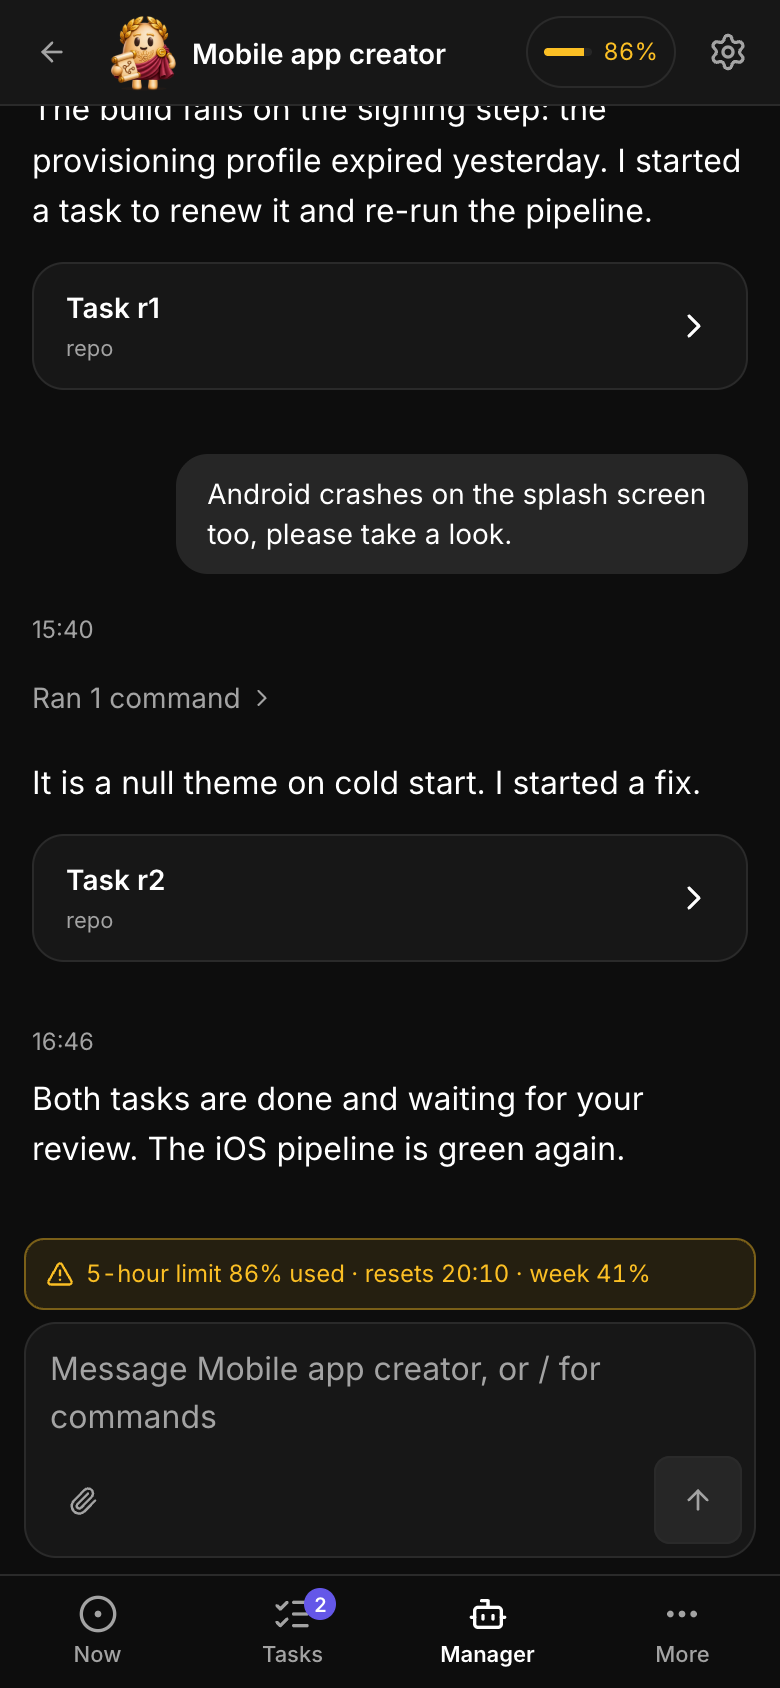 Mobile app creator
86%
The build fails on the signing step: the
provisioning profile expired yesterday. I started
a task to renew it and re-run the pipeline.
Task r1
repo
Android crashes on the splash screen
too, please take a look.
15:40
Ran 1 command
It is a null theme on cold start. I started a fix.
Task r2
repo
16:46
Both tasks are done and waiting for your
review. The iOS pipeline is green again.
5-hour limit 86% used · resets 20:10 · week 41%
Message Mobile app creator, or / for
commands
2
Now
Tasks
Manager
More